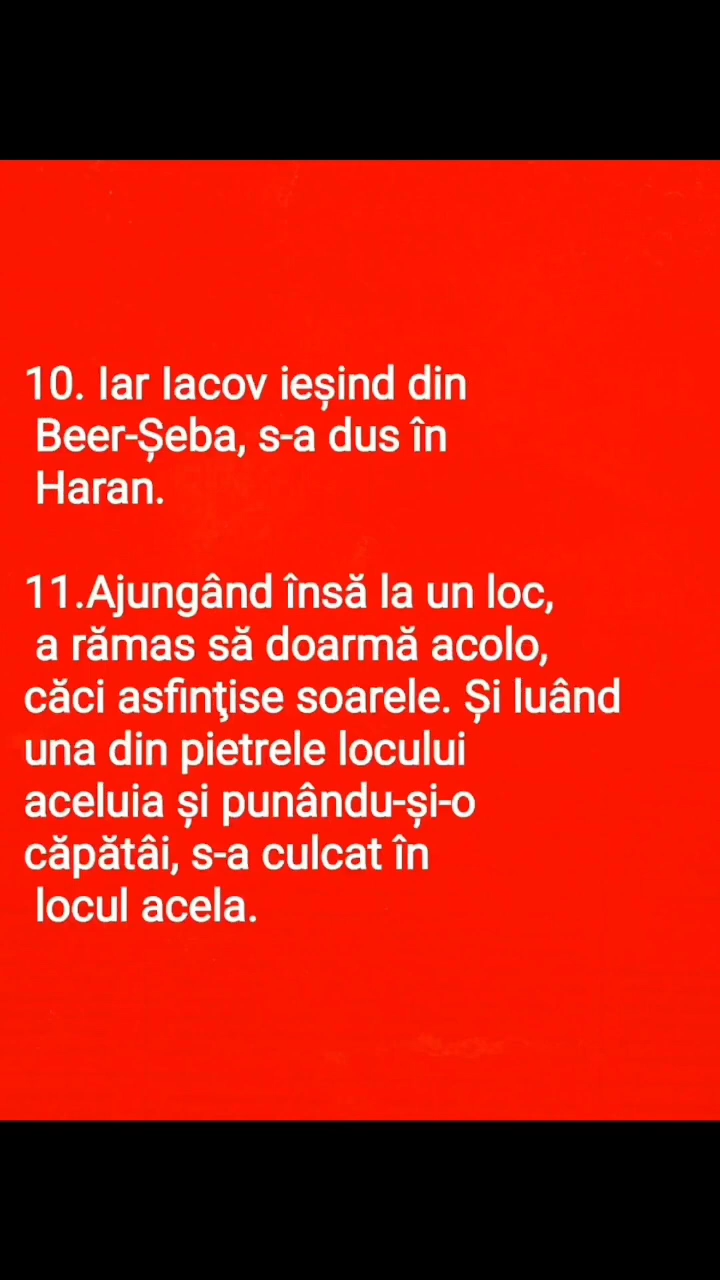 10. Iar Iacov ieșind din
Beer-Șeba, s-a dus în
Haran.
11.Ajungând însă la un loc,
a rămas să doarmă acolo,
căci asfinţise soarele. Și luând
una din pietrele locului
aceluia și punându-și-o
căpătâi, s-a culcat în
locul acela.